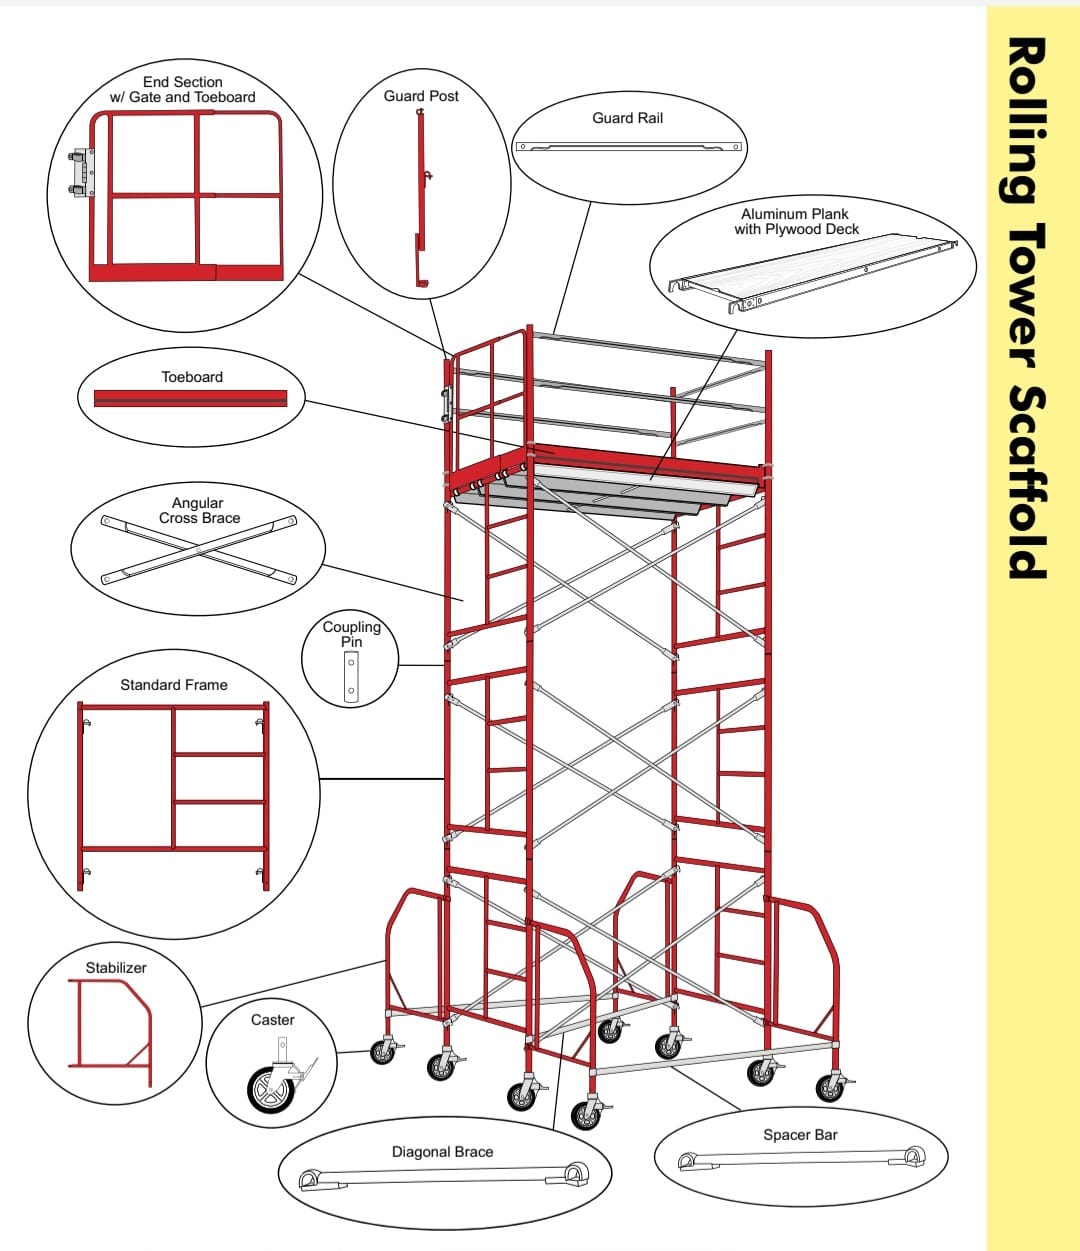 Rolling Tower Scaffold
End Section
w/ Gate and Toeboard
Guard Post
Guard Rail
Aluminum Plank
with Plywood Deck
Toeboard
Angular
Cross Brace
Coupling
Pin
Standard Frame
Stabilizer
Caster
Diagonal Brace
Spacer Bar